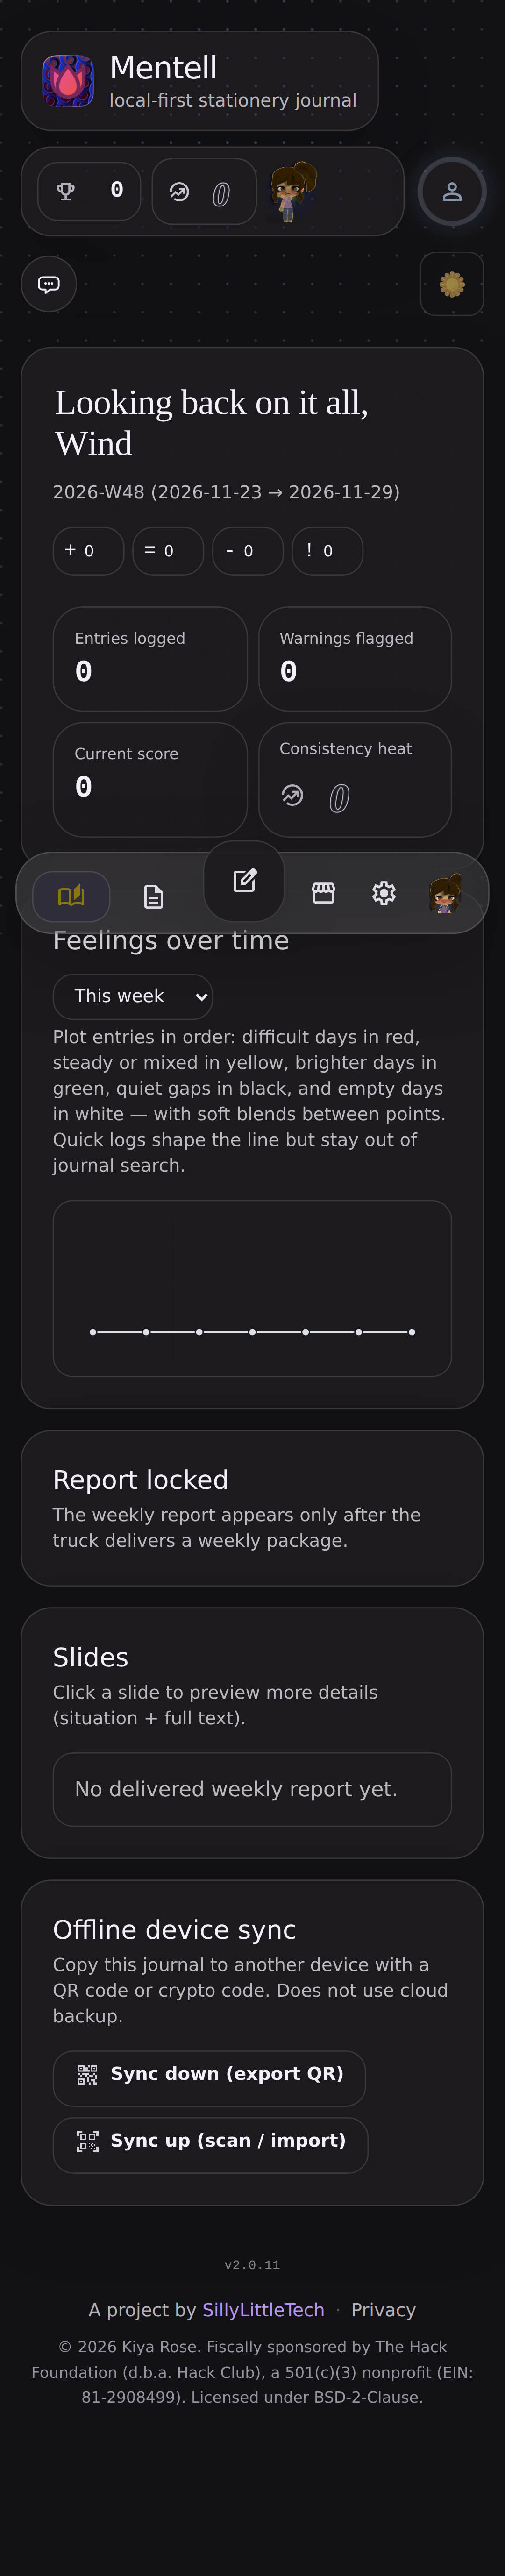 Mentell
local-first stationery journal
0
0
Looking back on it all,
Wind
2026-W48 (2026-11-23 → 2026-11-29)
+ 0
= 0
- 0
! 0
Entries logged
0
Warnings flagged
0
Current score
0
Consistency heat
0
Feelings over time
This week
Plot entries in order: difficult days in red,
steady or mixed in yellow, brighter days in
green, quiet gaps in black, and empty days
in white — with soft blends between points.
Quick logs shape the line but stay out of
journal search.
Report locked
The weekly report appears only after the
truck delivers a weekly package.
Slides
Click a slide to preview more details
(situation + full text).
No delivered weekly report yet.
Offline device sync
Copy this journal to another device with a
QR code or crypto code. Does not use cloud
backup.
Sync down (export QR)
Sync up (scan / import)
v2.0.11
A project by SillyLittleTech · Privacy
© 2026 Kiya Rose. Fiscally sponsored by The Hack
Foundation (d.b.a. Hack Club), a 501(c)(3) nonprofit (EIN:
81-2908499). Licensed under BSD-2-Clause.